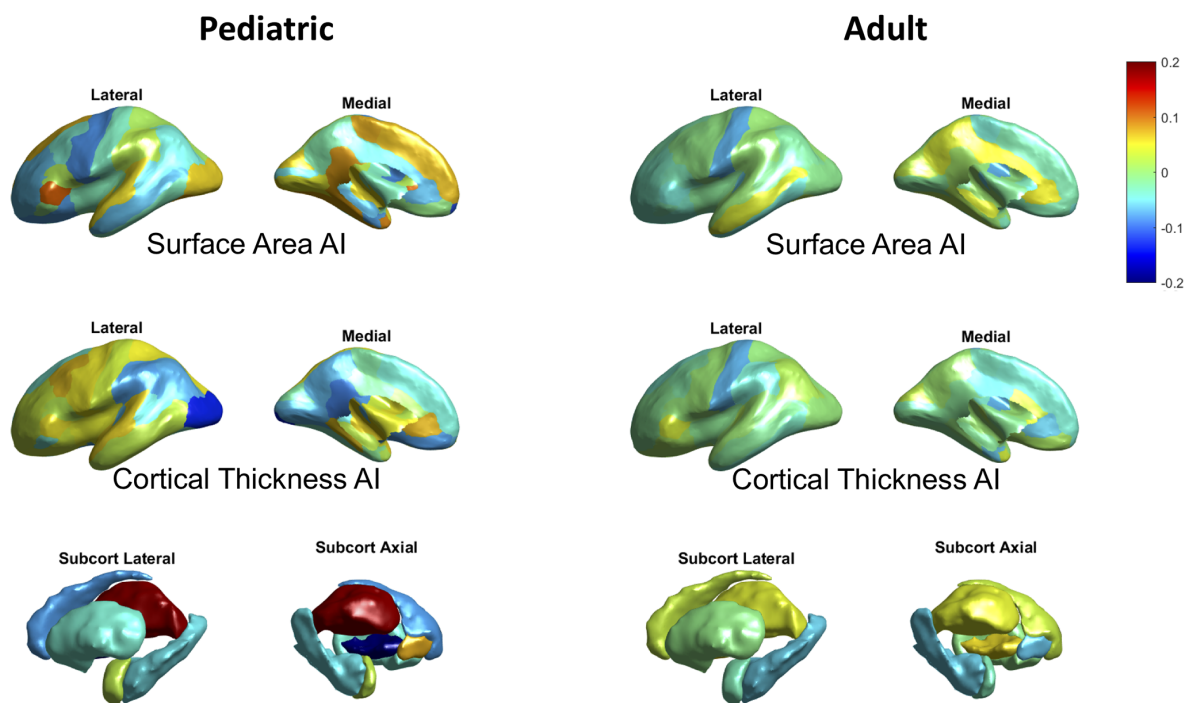 Pediatric
Adult
Lateral
Medial
Lateral
Medial
0.2
0.1
0
-0.1
-0.2
Surface Area AI
Surface Area AI
Lateral
Medial
Lateral
Medial
Cortical Thickness AI
Cortical Thickness AI
Subcort Lateral
Subcort Axial
Subcort Lateral
Subcort Axial